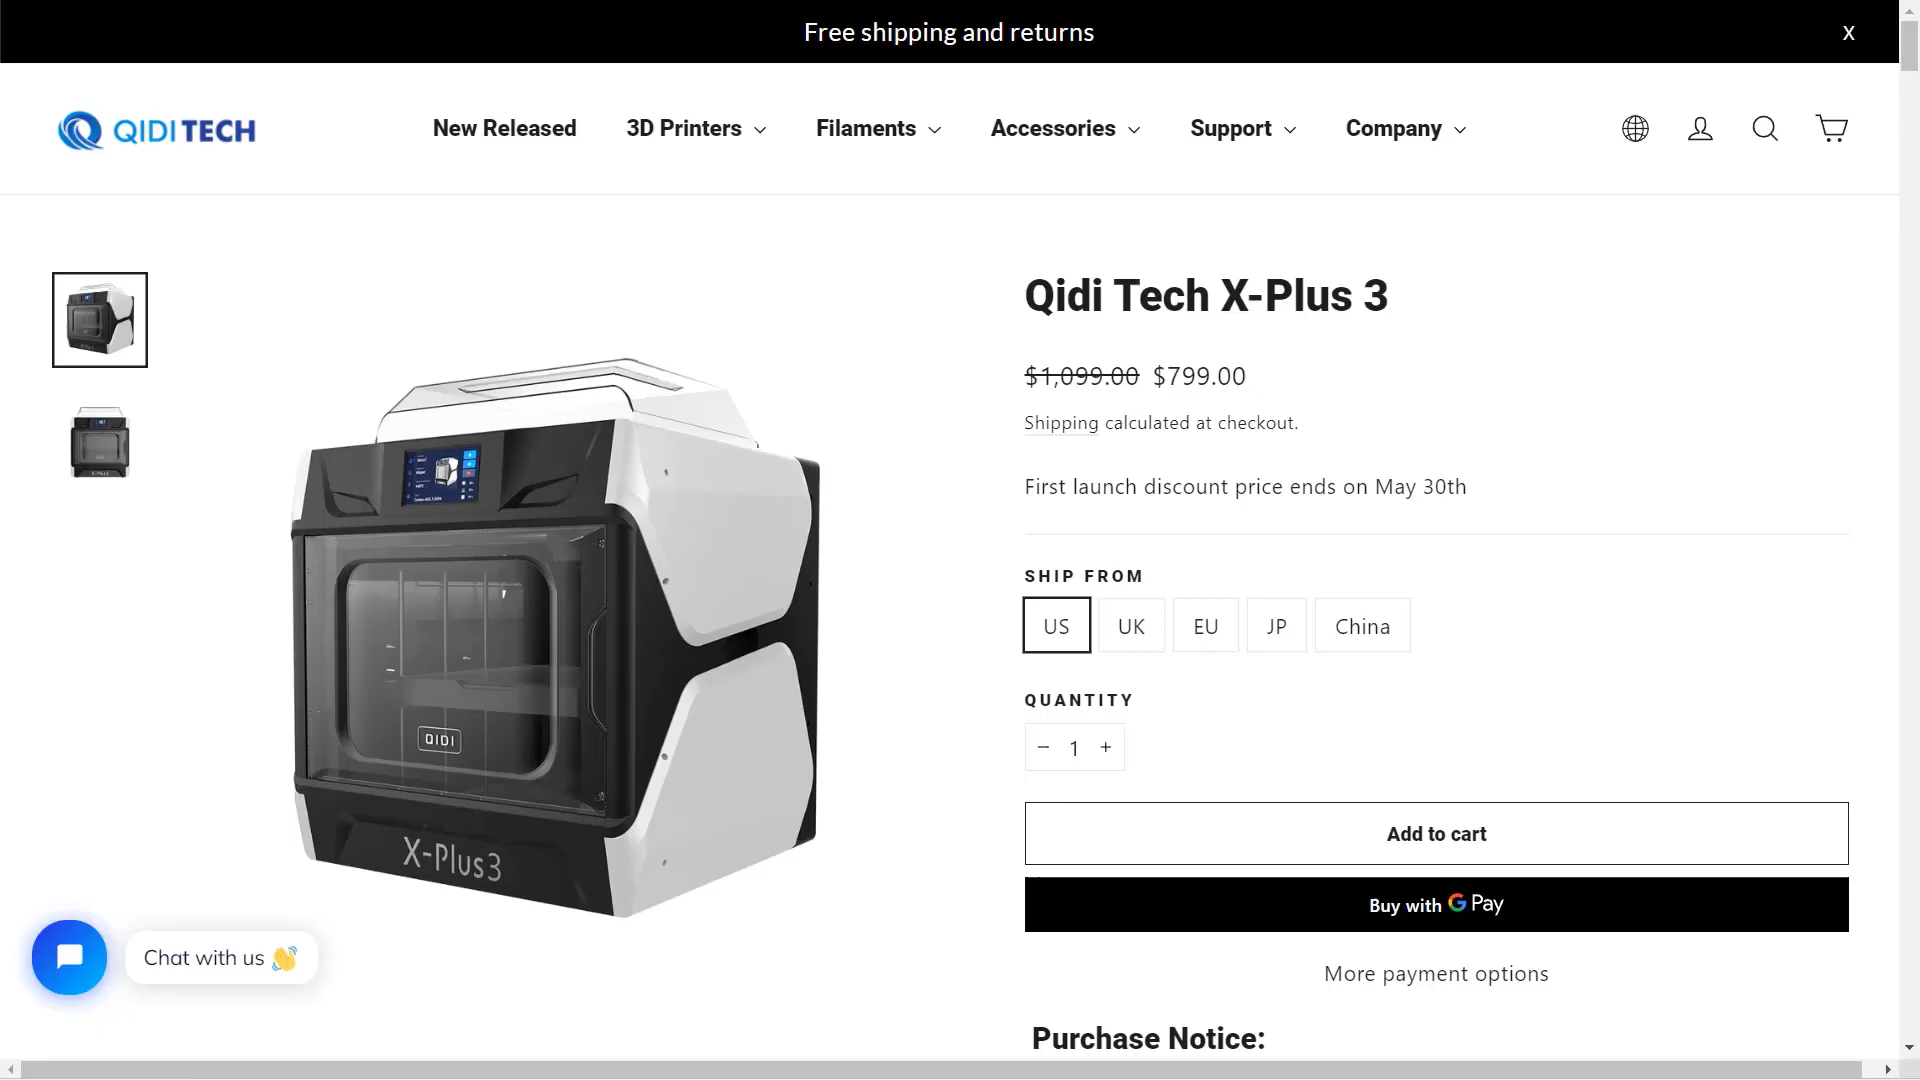 Free shipping and returns
X
QIDI TECH
New Released
3D Printers
Filaments
Accessories
Support
Company
Qidi Tech X-Plus 3
$1,099.00 $799.00
Shipping calculated at checkout.
First launch discount price ends on May 30th
SHIP FROM
US
UK
EU
JP
China
QUANTITY
− 1 +
Add to cart
Buy with G Pay
More payment options
Purchase Notice:
QIDI
X-Plus3
Chat with us 👋